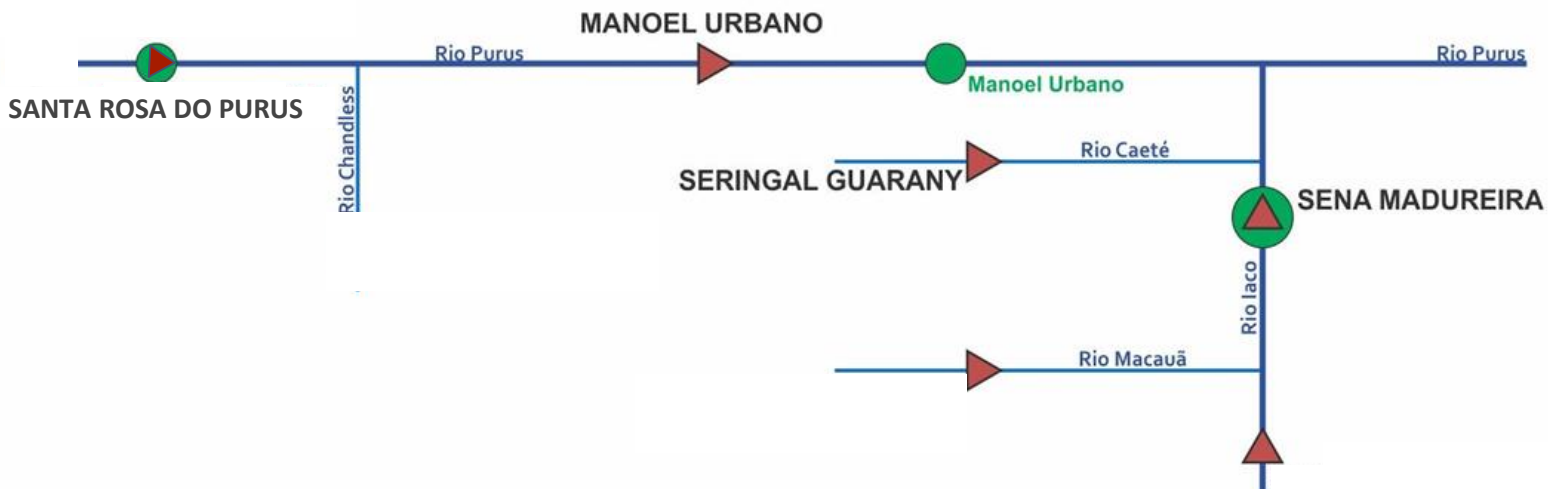 MANOEL URBANO
Rio Purus
Rio Purus
Manoel Urbano
SANTA ROSA DO PURUS
Rio Chandless
Rio Caeté
SERINGAL GUARANY
SENA MADUREIRA
Rio Iaco
Rio Macauã